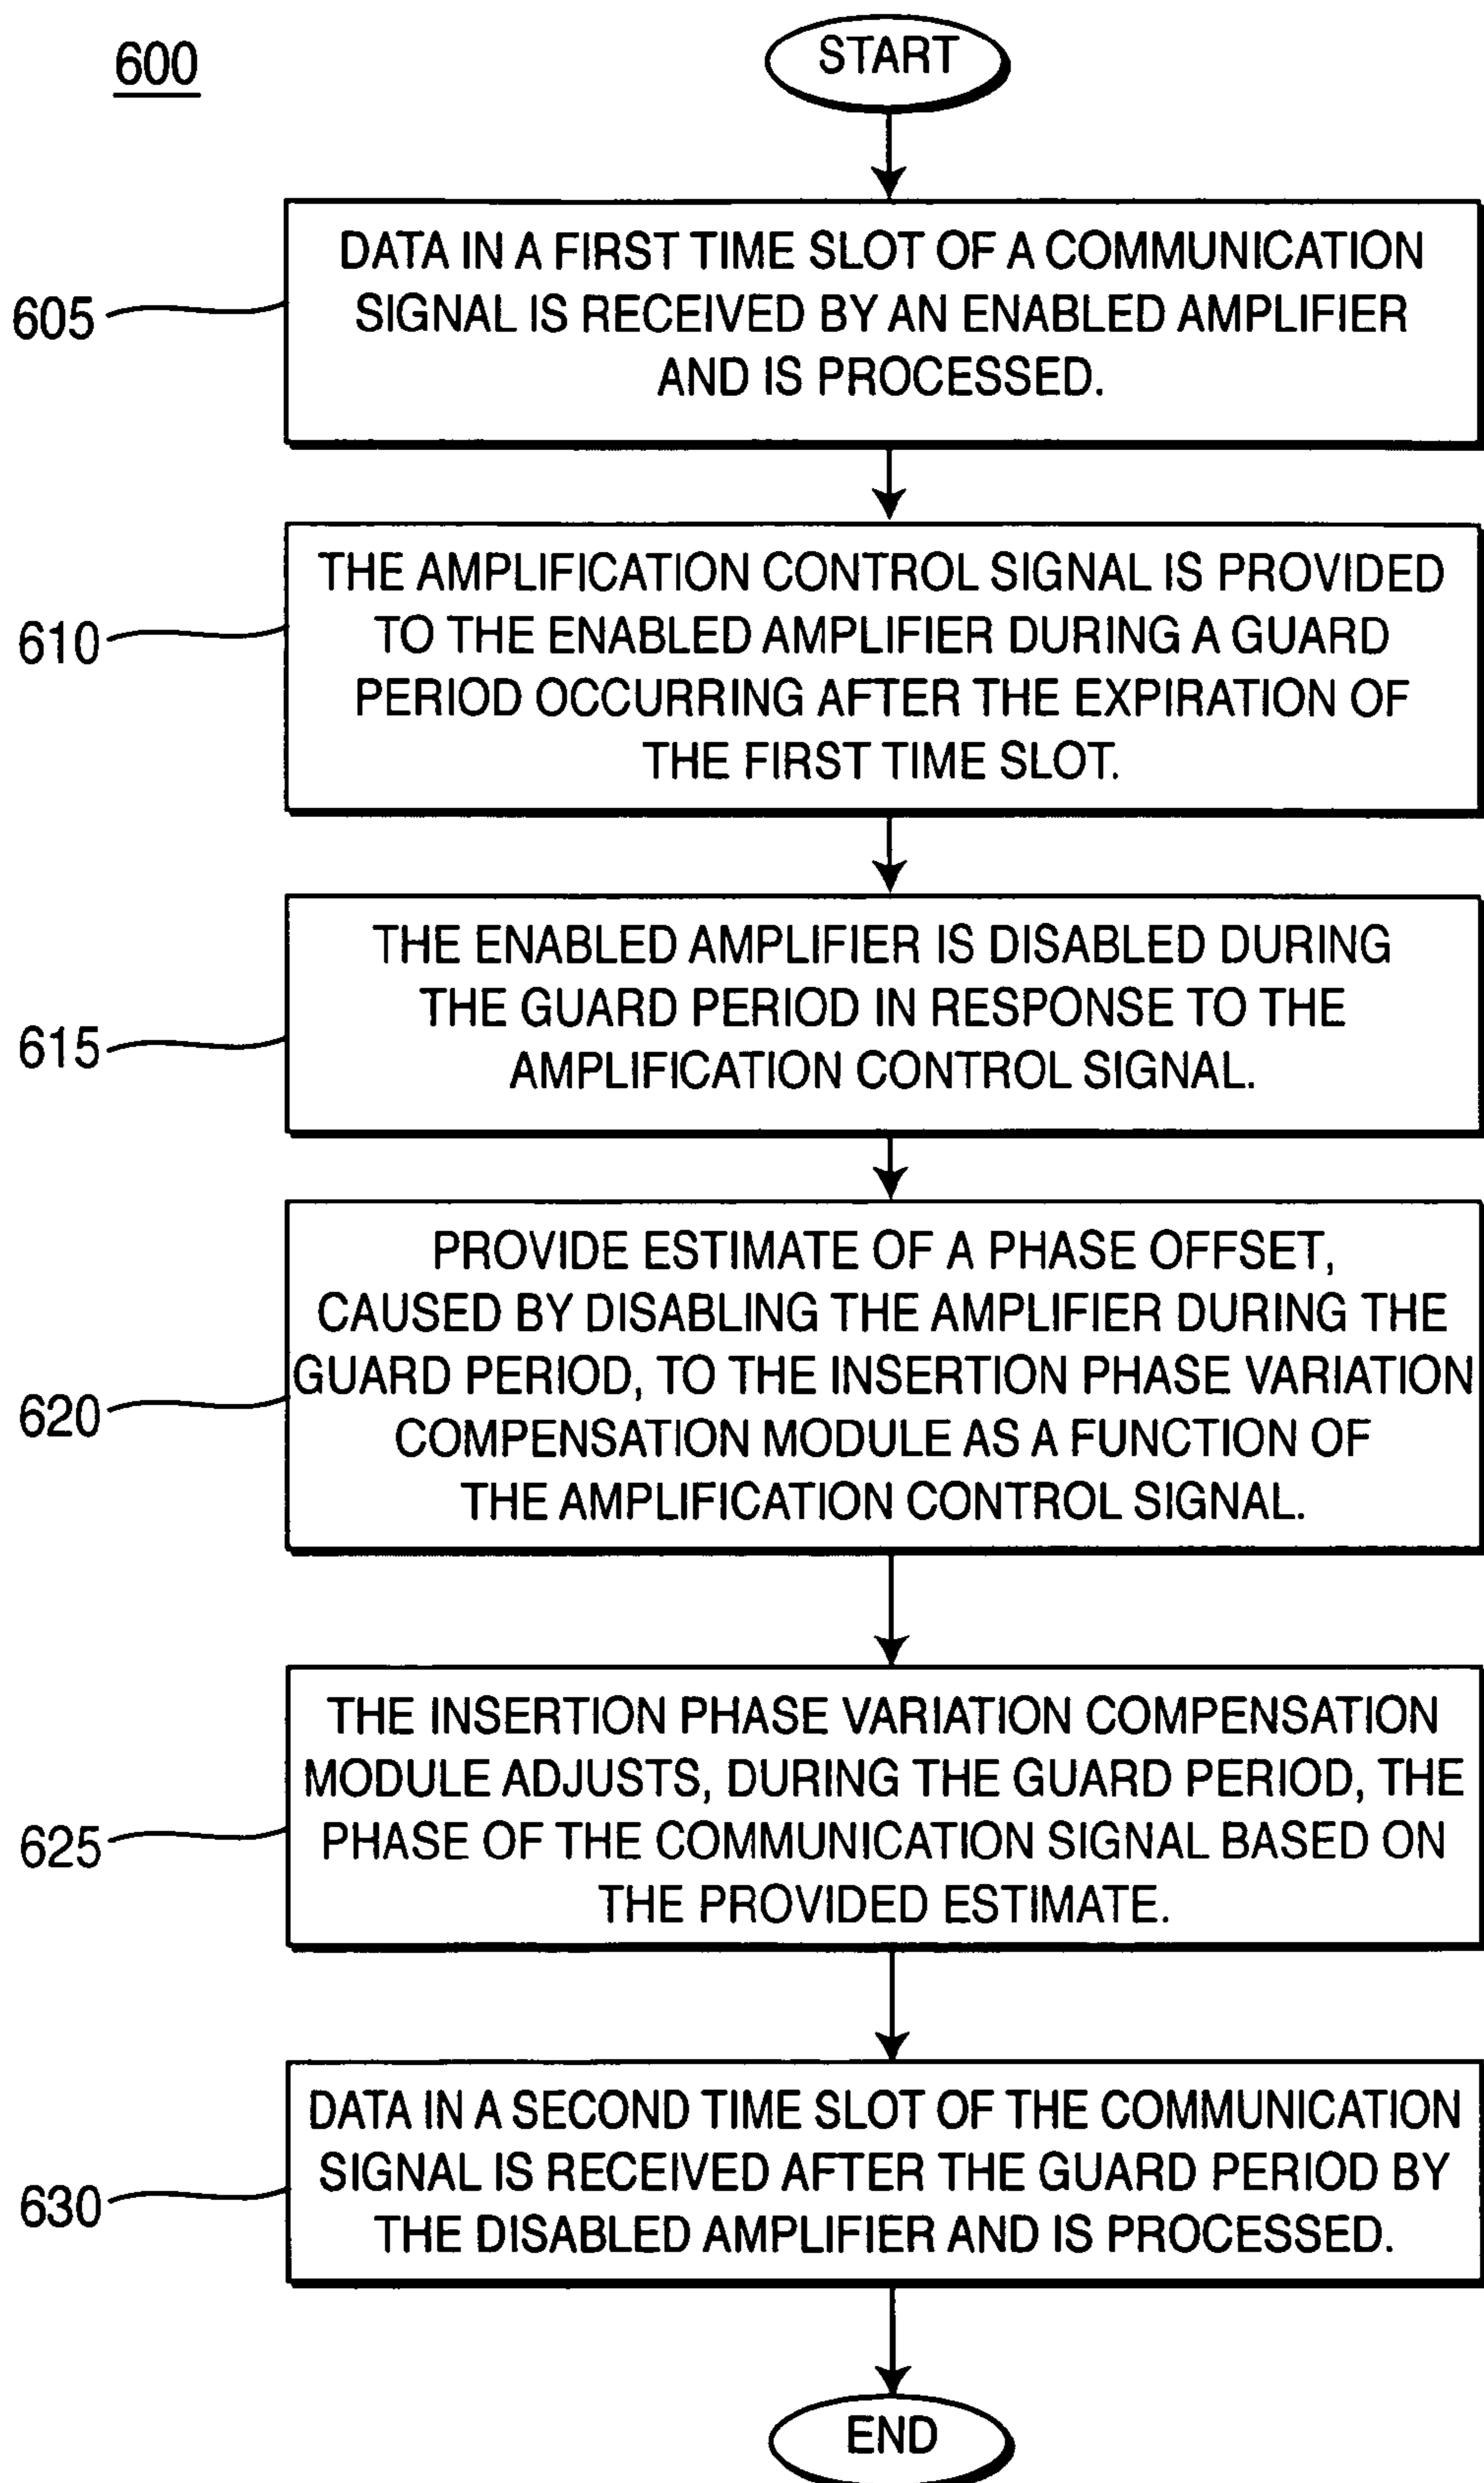 600
START
605
DATA IN A FIRST TIME SLOT OF A COMMUNICATION
SIGNAL IS RECEIVED BY AN ENABLED AMPLIFIER
AND IS PROCESSED.
610
THE AMPLIFICATION CONTROL SIGNAL IS PROVIDED
TO THE ENABLED AMPLIFIER DURING A GUARD
PERIOD OCCURRING AFTER THE EXPIRATION OF
THE FIRST TIME SLOT.
615
THE ENABLED AMPLIFIER IS DISABLED DURING
THE GUARD PERIOD IN RESPONSE TO THE
AMPLIFICATION CONTROL SIGNAL.
620
PROVIDE ESTIMATE OF A PHASE OFFSET,
CAUSED BY DISABLING THE AMPLIFIER DURING THE
GUARD PERIOD, TO THE INSERTION PHASE VARIATION
COMPENSATION MODULE AS A FUNCTION OF
THE AMPLIFICATION CONTROL SIGNAL.
625
THE INSERTION PHASE VARIATION COMPENSATION
MODULE ADJUSTS, DURING THE GUARD PERIOD, THE
PHASE OF THE COMMUNICATION SIGNAL BASED ON
THE PROVIDED ESTIMATE.
630
DATA IN A SECOND TIME SLOT OF THE COMMUNICATION
SIGNAL IS RECEIVED AFTER THE GUARD PERIOD BY
THE DISABLED AMPLIFIER AND IS PROCESSED.
END